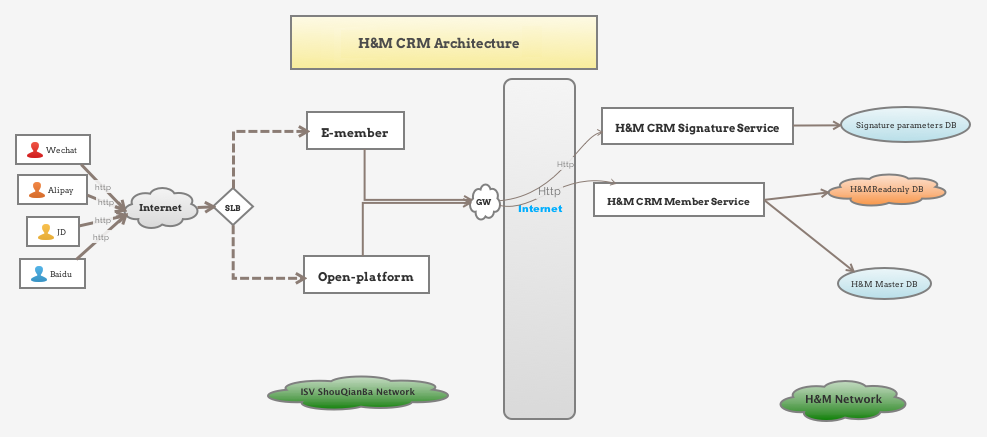 H&M CRM Architecture
Wechat
Alipay
JD
Baidu
http
http
http
http
Internet
SLB
E-member
Open-platform
GW
Http
Http
Internet
H&M CRM Signature Service
H&M CRM Member Service
Signature parameters DB
H&MReadonly DB
H&M Master DB
ISV ShouQianBa Network
H&M Network